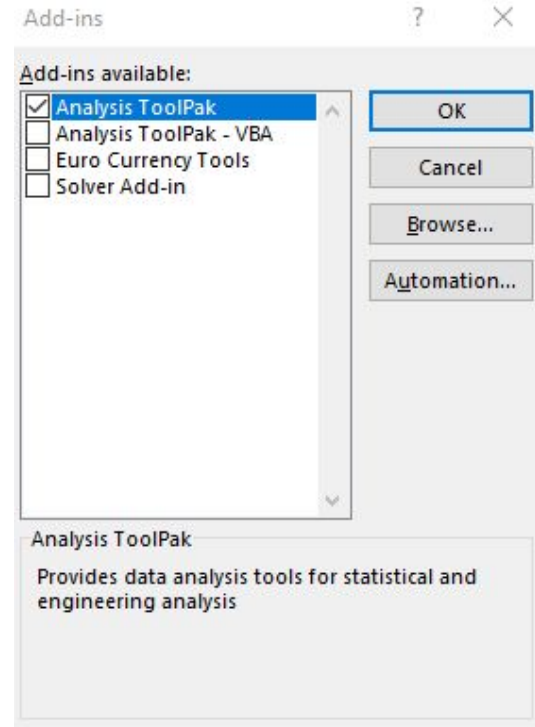 Add-ins ? ×
Add-ins available:
Analysis ToolPak
Analysis ToolPak - VBA
Euro Currency Tools
Solver Add-in
OK
Cancel
Browse...
Automation...
Analysis ToolPak
Provides data analysis tools for statistical and
engineering analysis